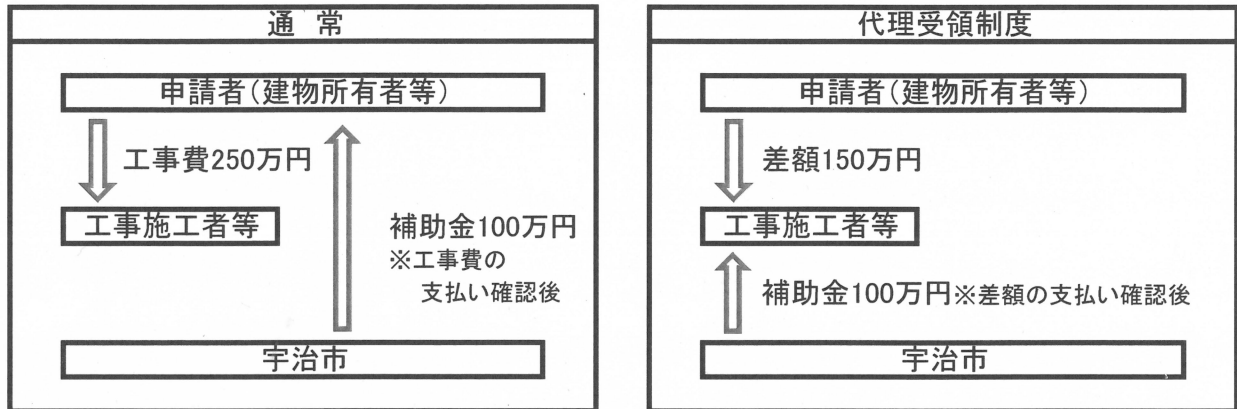 通 常
申請者(建物所有者等)
工事費250万円
工事施工者等
補助金100万円
※工事費の
支払い確認後
宇治市
代理受領制度
申請者(建物所有者等)
差額150万円
工事施工者等
補助金100万円※差額の支払い確認後
宇治市